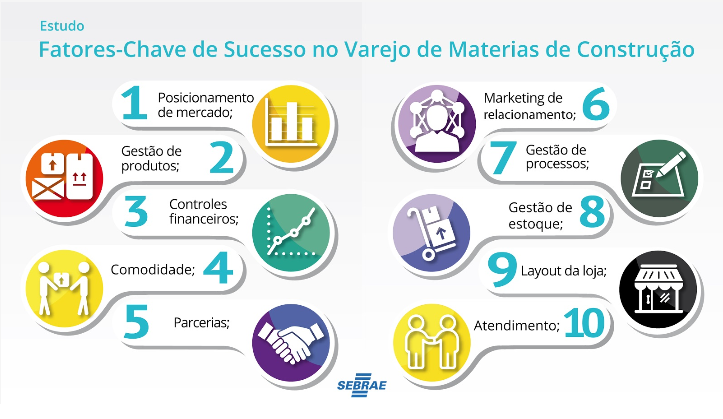 Estudo
Fatores-Chave de Sucesso no Varejo de Materias de Construção
1 Posicionamento
de mercado;
Gestão de
produtos; 2
3 Controles
financeiros;
Comodidade; 4
5 Parcerias;
Marketing de
relacionamento; 6
7 Gestão de
processos;
Gestão de
estoque; 8
9 Layout da loja;
Atendimento; 10
SEBRAE